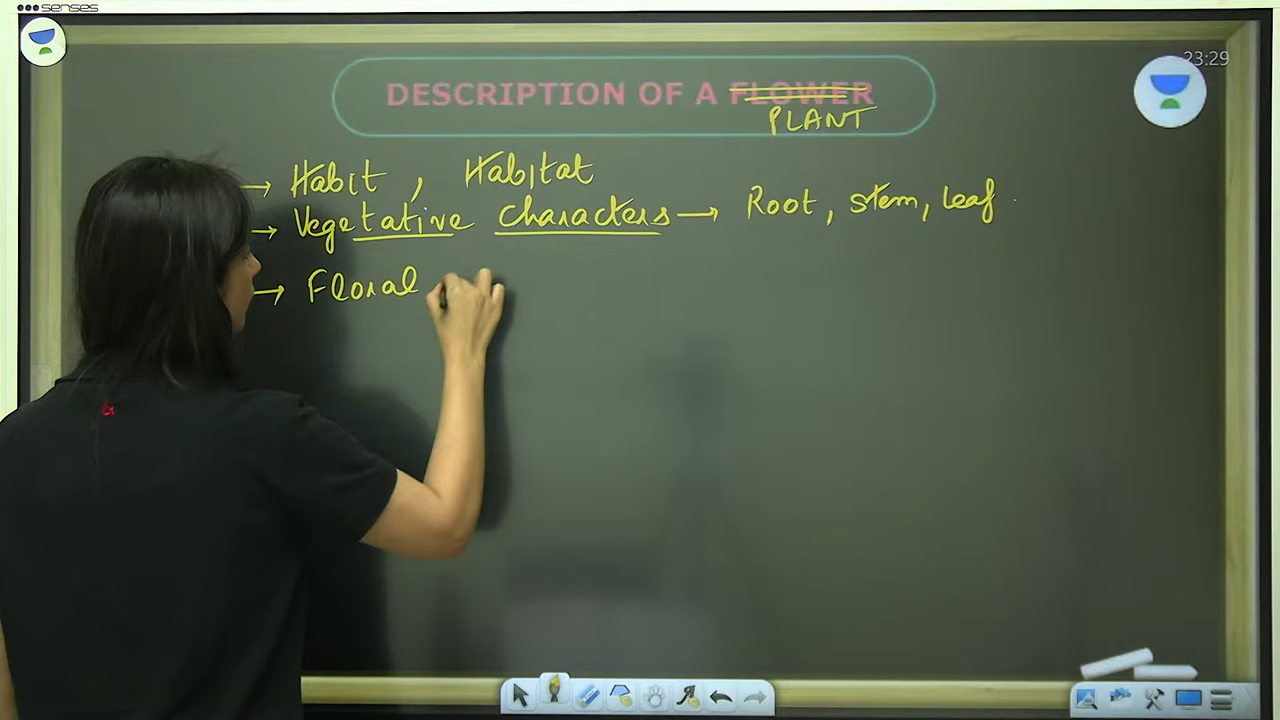 senses
23:29
DESCRIPTION OF A FLOWER
PLANT
→ Habit , Habitat
→ Vegetative characters → Root, stem, leaf.
→ Floral